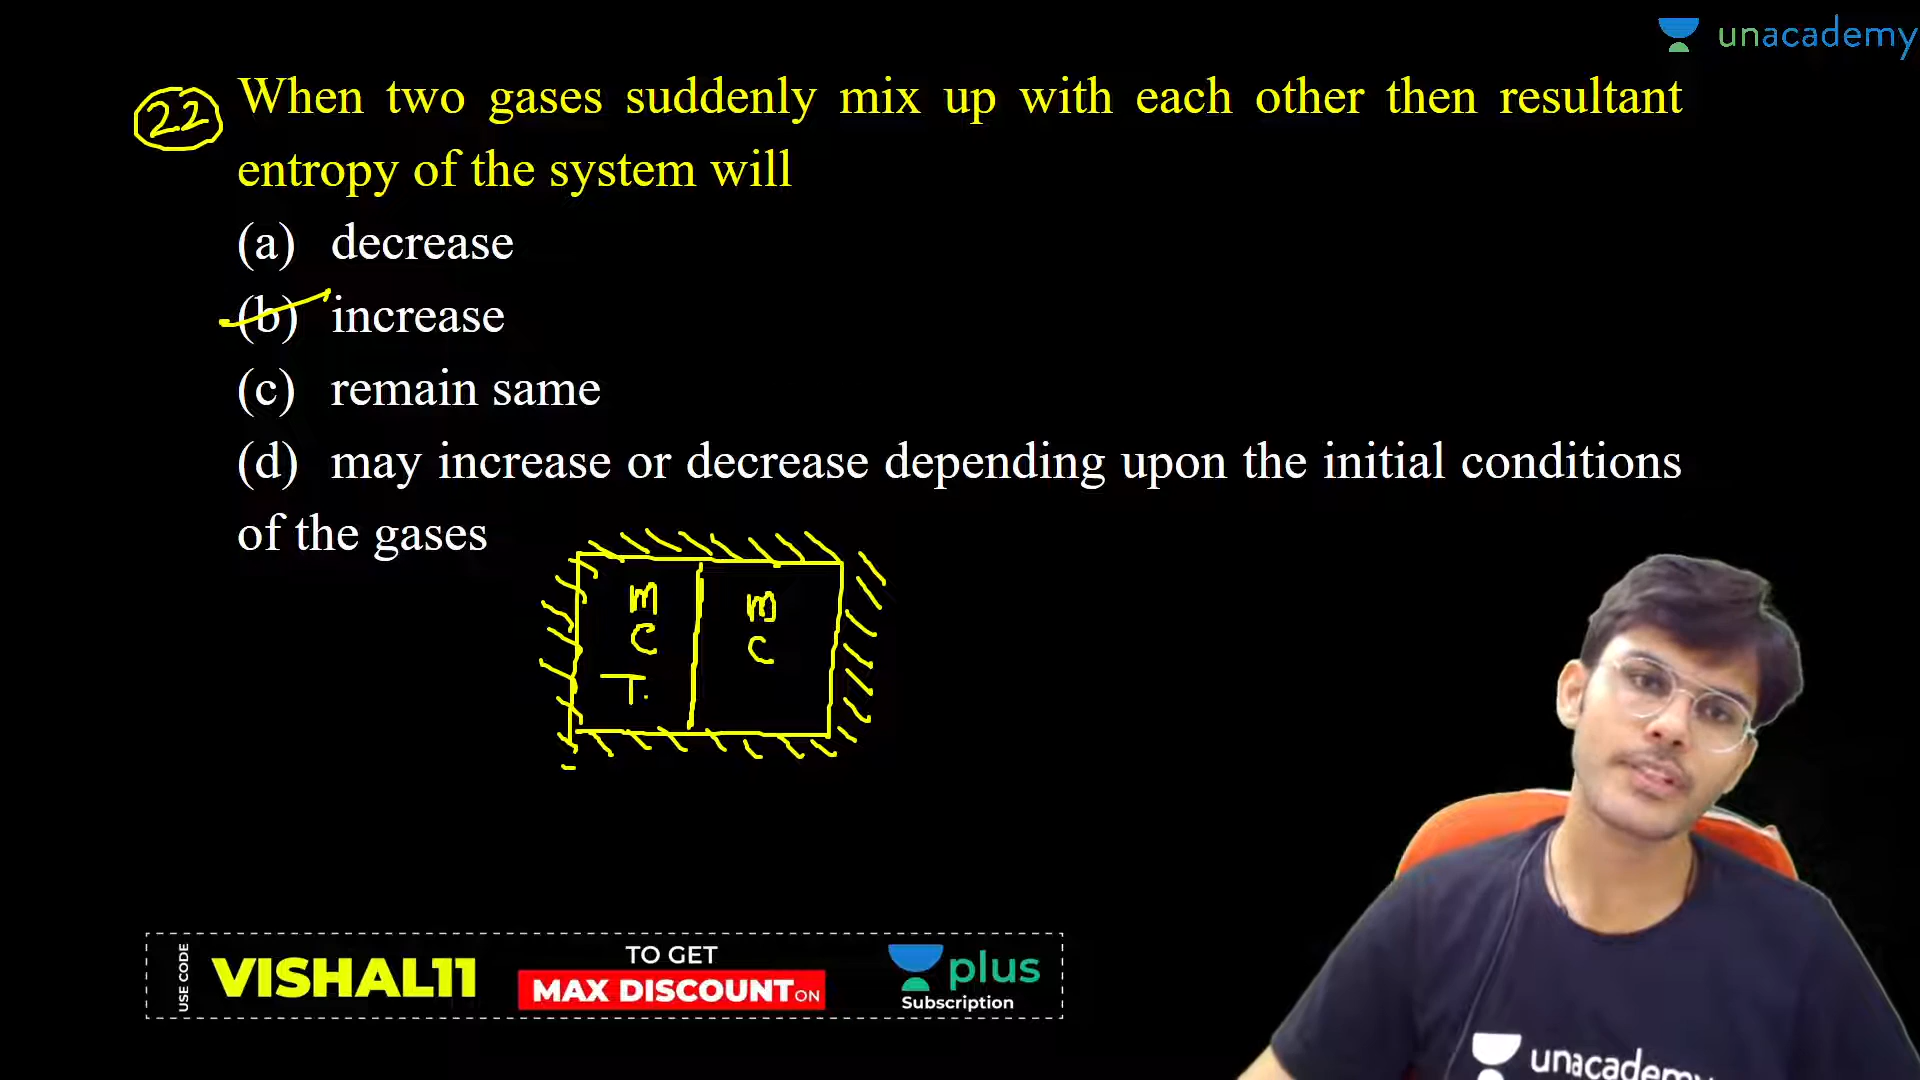 unacademy
22 When two gases suddenly mix up with each other then resultant
entropy of the system will
(a) decrease
(b) increase
(c) remain same
(d) may increase or decrease depending upon the initial conditions
of the gases
m m
C C
T.
USE CODE
VISHAL11
TO GET
MAX DISCOUNT ON
plus
Subscription
unacademy